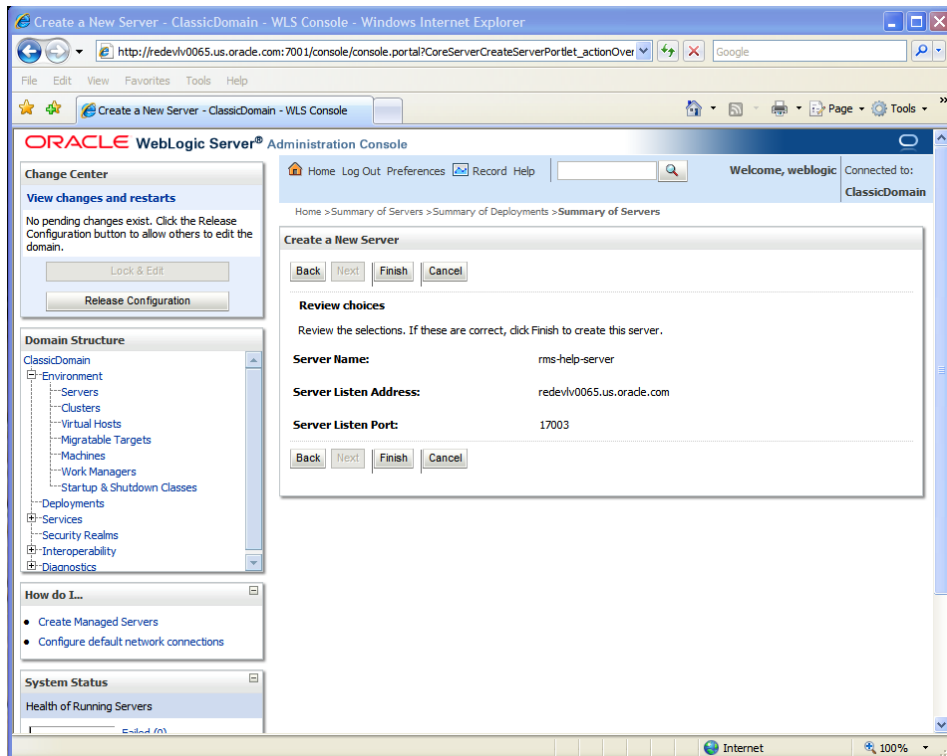 Create a New Server - ClassicDomain - WLS Console - Windows Internet Explorer
http://redevlv0065.us.oracle.com:7001/console/console.portal?CoreServerCreateServerPortlet_actionOver
Google
File Edit View Favorites Tools Help
Create a New Server - ClassicDomain - WLS Console
Page Tools »
ORACLE WebLogic Server® Administration Console
Change Center
View changes and restarts
No pending changes exist. Click the Release
Configuration button to allow others to edit the
domain.
Lock & Edit
Release Configuration
Domain Structure
ClassicDomain
Environment
Servers
Clusters
Virtual Hosts
Migratable Targets
Machines
Work Managers
Startup & Shutdown Classes
Deployments
Services
Security Realms
Interoperability
Diagnostics
How do I...
Create Managed Servers
Configure default network connections
System Status
Health of Running Servers
Failed (0)
Home Log Out Preferences Record Help
Welcome, weblogic
Connected to:
ClassicDomain
Home >Summary of Servers >Summary of Deployments >Summary of Servers
Create a New Server
Back Next Finish Cancel
Review choices
Review the selections. If these are correct, click Finish to create this server.
Server Name: rms-help-server
Server Listen Address: redevlv0065.us.oracle.com
Server Listen Port: 17003
Back Next Finish Cancel
Internet
100%